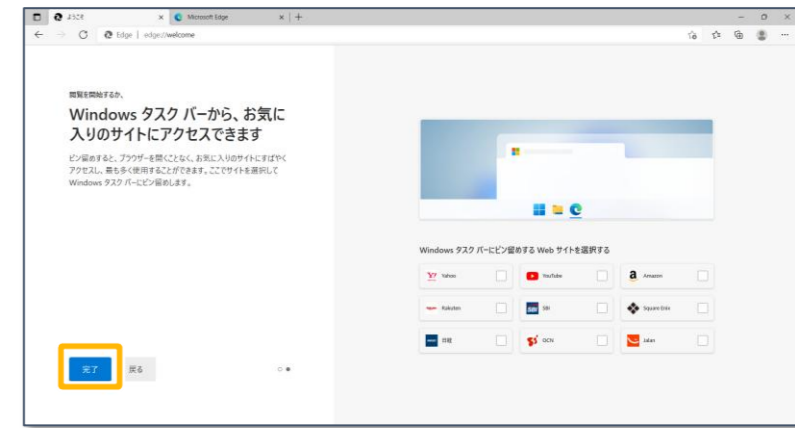 ようこそ
Microsoft Edge
Edge | edge://welcome
閲覧を開始するか、
Windows タスク バーから、お気に
入りのサイトにアクセスできます
ピン留めすると、ブラウザーを開くことなく、お気に入りのサイトにすばやく
アクセスし、最も多く使用することができます。ここでサイトを選択して
Windows タスク バーにピン留めします。
Windows タスク バーにピン留めする Web サイトを選択する
Yahoo
YouTube
Amazon
Rakuten
SBI
Square Enix
日経
OCN
Jalan
完了
戻る